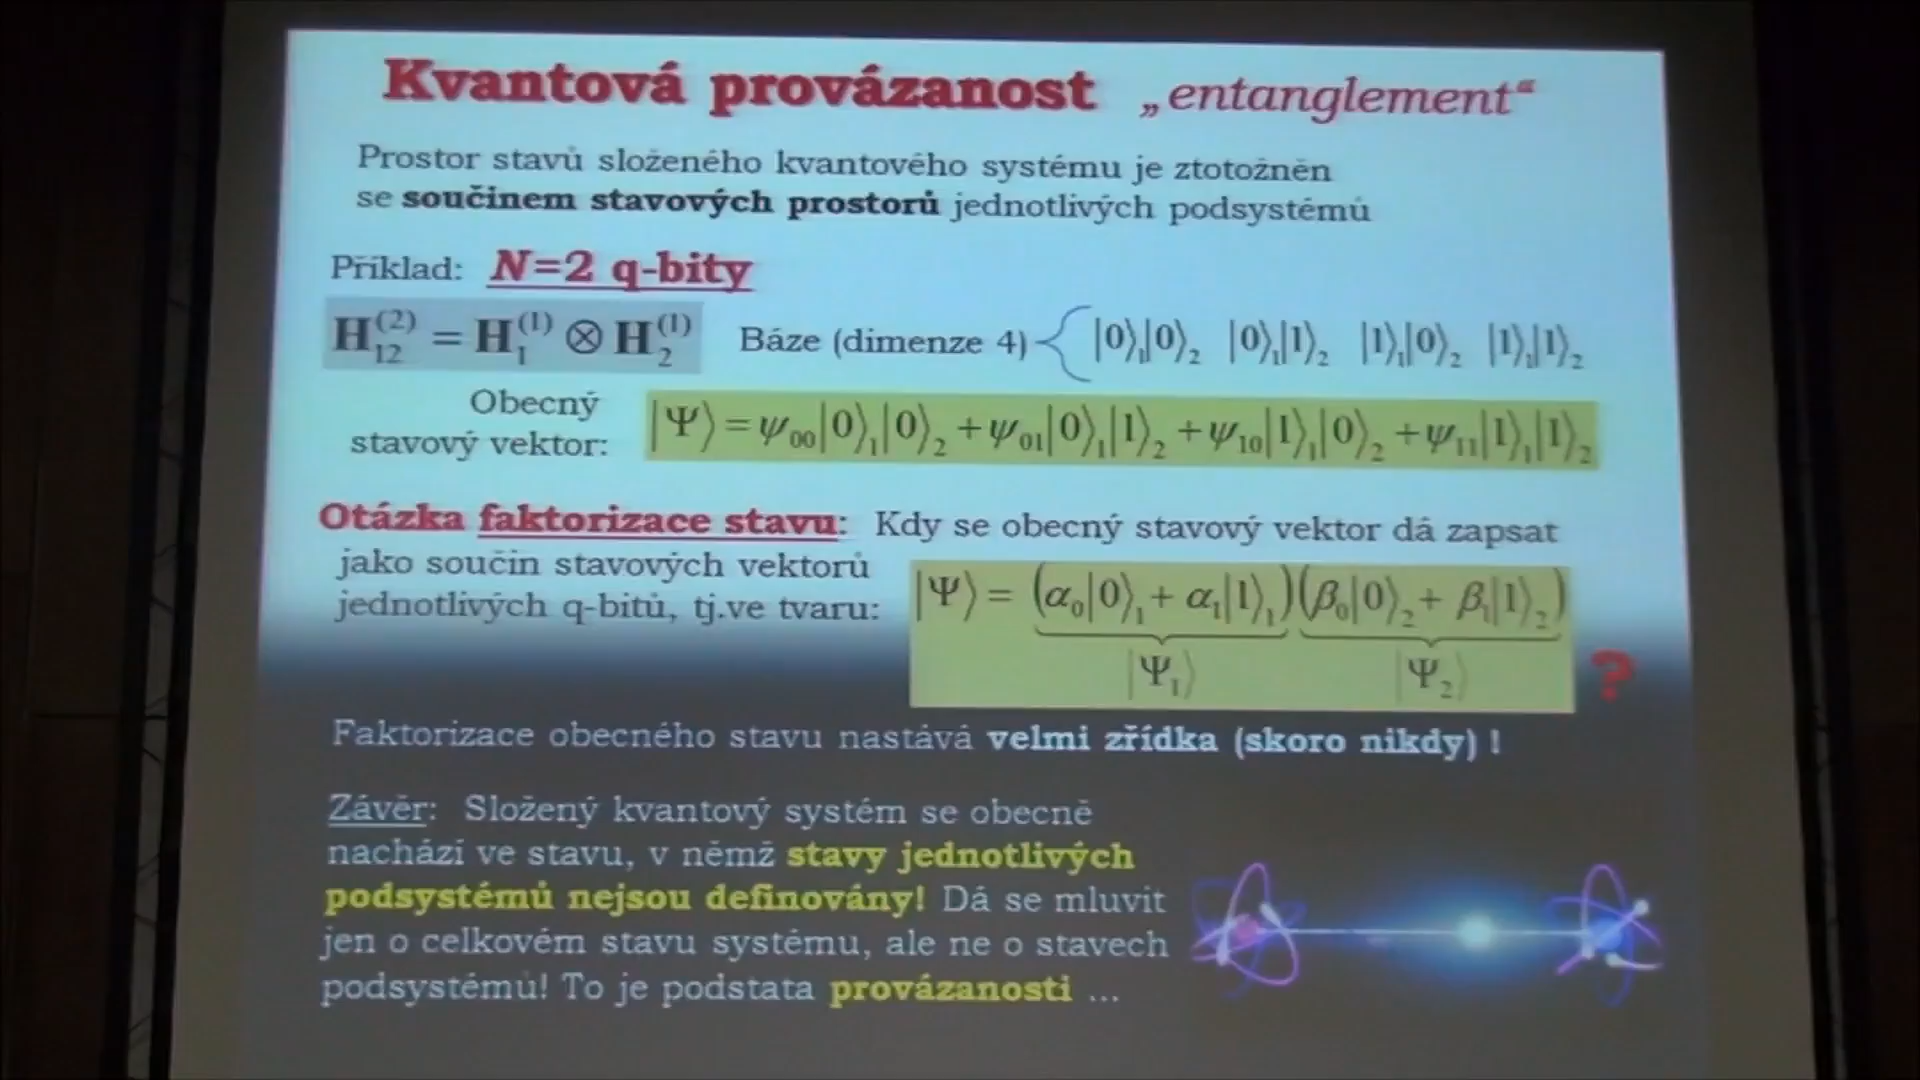 Kvantová provázanost „entanglement“
Prostor stavů složeného kvantového systému je ztotožněn
se součinem stavových prostorů jednotlivých podsystémů
Příklad: N=2 q-bity
H₁₂⁽²⁾ = H₁⁽¹⁾ ⊗ H₂⁽¹⁾ Báze (dimenze 4) { |0⟩₁|0⟩₂ |0⟩₁|1⟩₂ |1⟩₁|0⟩₂ |1⟩₁|1⟩₂
Obecný
stavový vektor: |Ψ⟩ = ψ₀₀|0⟩₁|0⟩₂ + ψ₀₁|0⟩₁|1⟩₂ + ψ₁₀|1⟩₁|0⟩₂ + ψ₁₁|1⟩₁|1⟩₂
Otázka faktorizace stavu: Kdy se obecný stavový vektor dá zapsat
jako součin stavových vektorů
jednotlivých q-bitů, tj.ve tvaru: |Ψ⟩ = (α₀|0⟩₁ + α₁|1⟩₁)(β₀|0⟩₂ + β₁|1⟩₂)
|Ψ₁⟩ |Ψ₂⟩ ?
Faktorizace obecného stavu nastává velmi zřídka (skoro nikdy) !
Závěr: Složený kvantový systém se obecně
nachází ve stavu, v němž stavy jednotlivých
podsystémů nejsou definovány! Dá se mluvit
jen o celkovém stavu systému, ale ne o stavech
podsystémů! To je podstata provázanosti ...